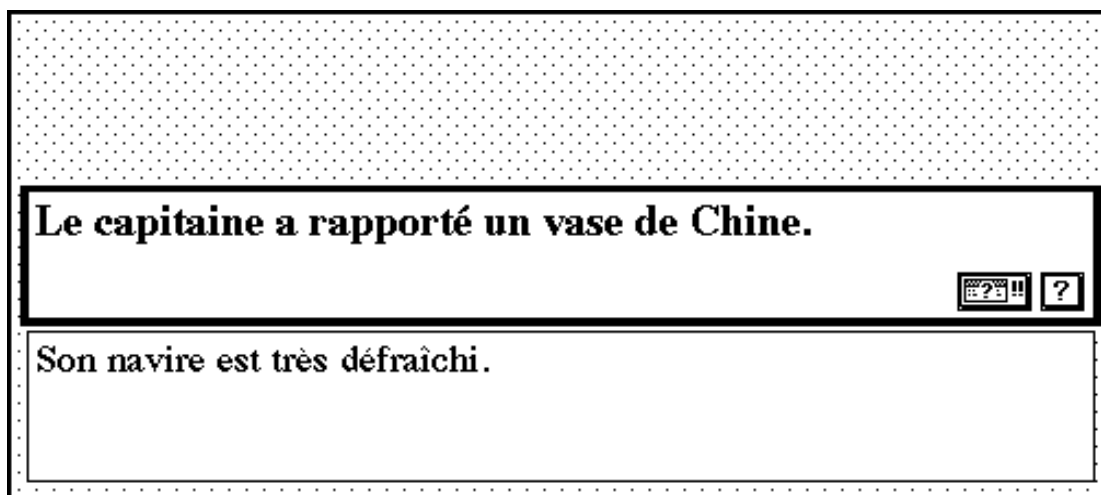 Le capitaine a rapporté un vase de Chine.
?!! ?
Son navire est très défraîchi.